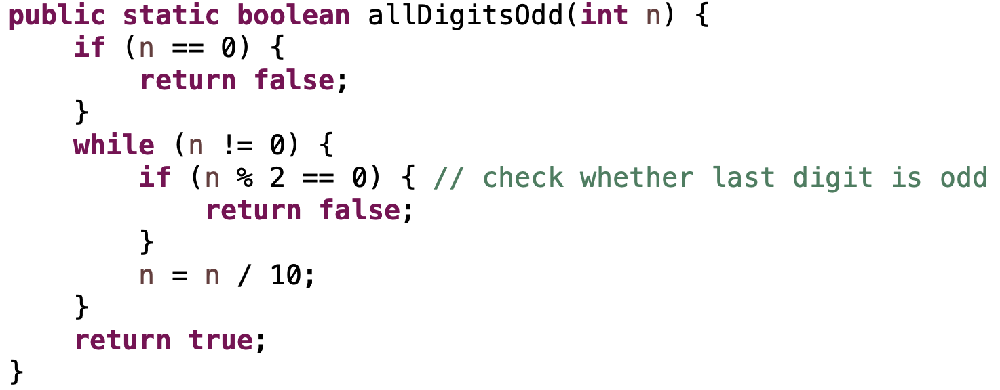 public static boolean allDigitsOdd(int n) {
    if (n == 0) {
        return false;
    }
    while (n != 0) {
        if (n % 2 == 0) { // check whether last digit is odd
            return false;
        }
        n = n / 10;
    }
    return true;
}